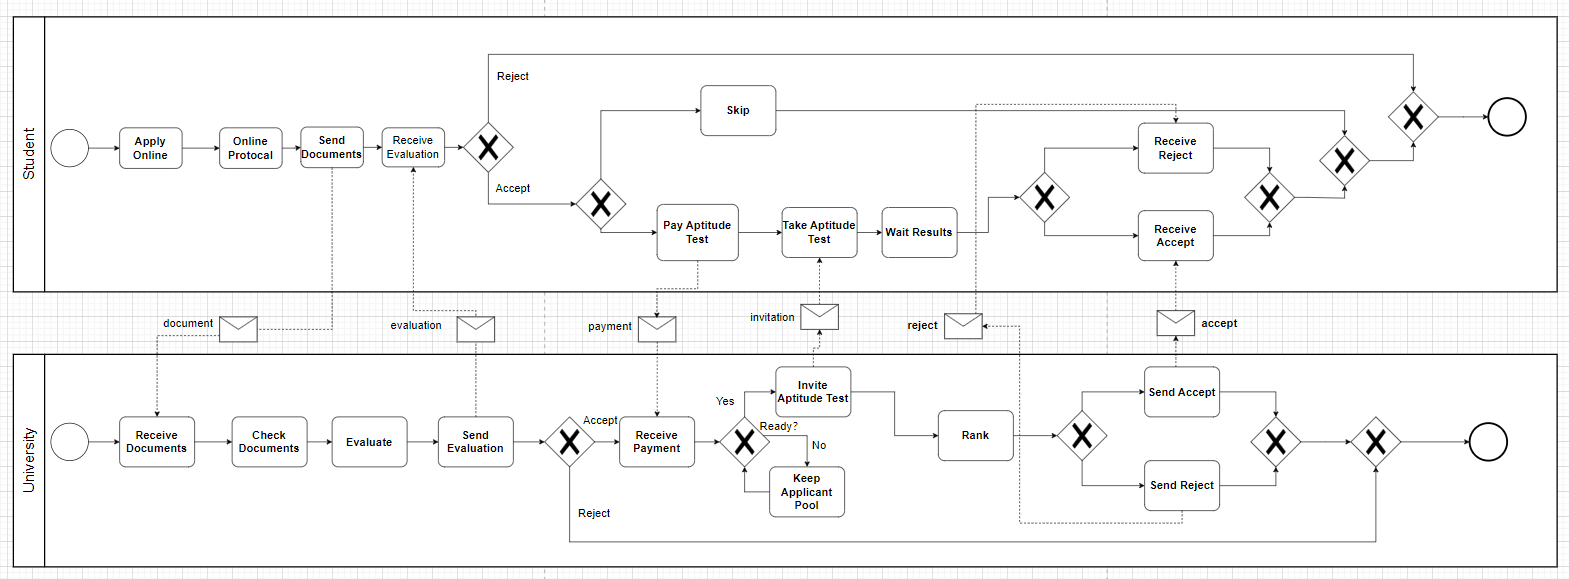 Student
Reject
Apply
Online
Online
Protocal
Send
Documents
Receive
Evaluation
Skip
Receive
Reject
Accept
Pay Aptitude
Test
Take Aptitude
Test
Wait Results
Receive
Accept
document
evaluation
payment
invitation
reject
accept
University
Receive
Documents
Check
Documents
Evaluate
Send
Evaluation
Accept
Receive
Payment
Yes
Ready?
No
Invite
Aptitude Test
Keep
Applicant
Pool
Rank
Send Accept
Send Reject
Reject